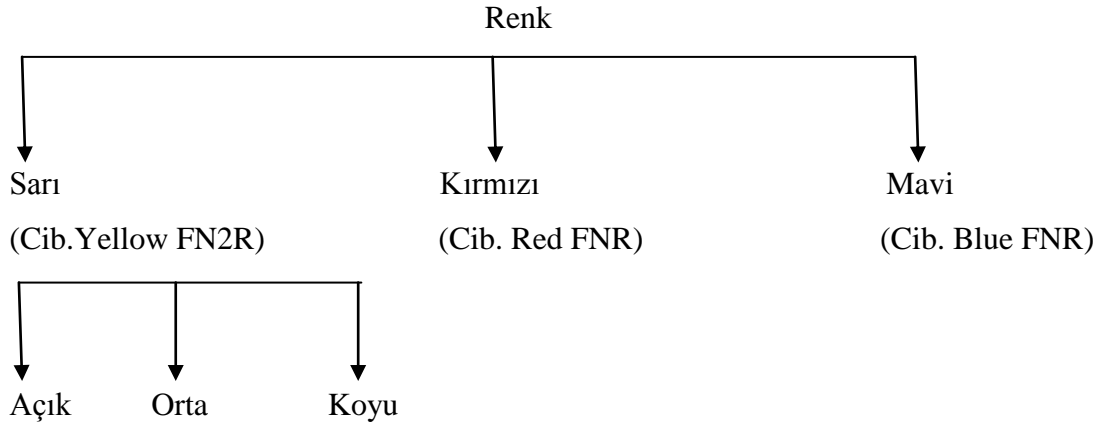 Renk
Sarı Kırmızı Mavi
(Cib.Yellow FN2R) (Cib. Red FNR) (Cib. Blue FNR)
Açık Orta Koyu